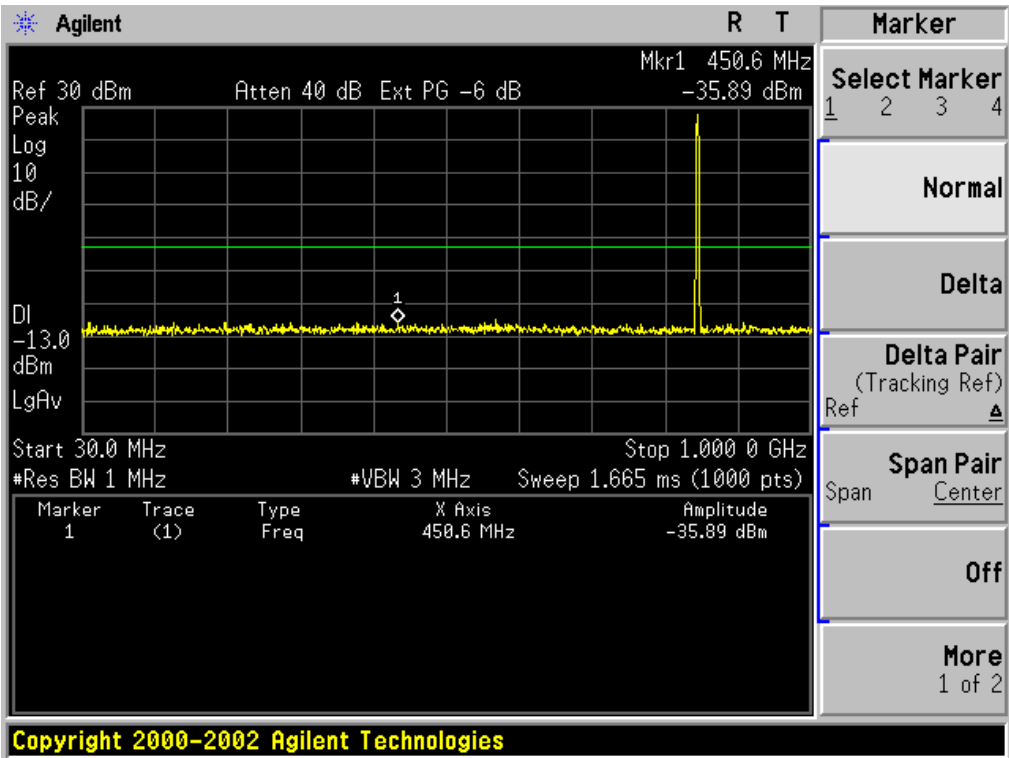 Agilent R T
Mkr1 450.6 MHz
Ref 30 dBm Atten 40 dB Ext PG -6 dB -35.89 dBm
Peak
Log
10
dB/
1
DI
-13.0
dBm
LgAv
Start 30.0 MHz Stop 1.000 0 GHz
#Res BW 1 MHz #VBW 3 MHz Sweep 1.665 ms (1000 pts)
Marker Trace Type X Axis Amplitude
1 (1) Freq 450.6 MHz -35.89 dBm
Marker
Select Marker
1 2 3 4
Normal
Delta
Delta Pair
(Tracking Ref)
Ref Δ
Span Pair
Span Center
Off
More
1 of 2
Copyright 2000-2002 Agilent Technologies